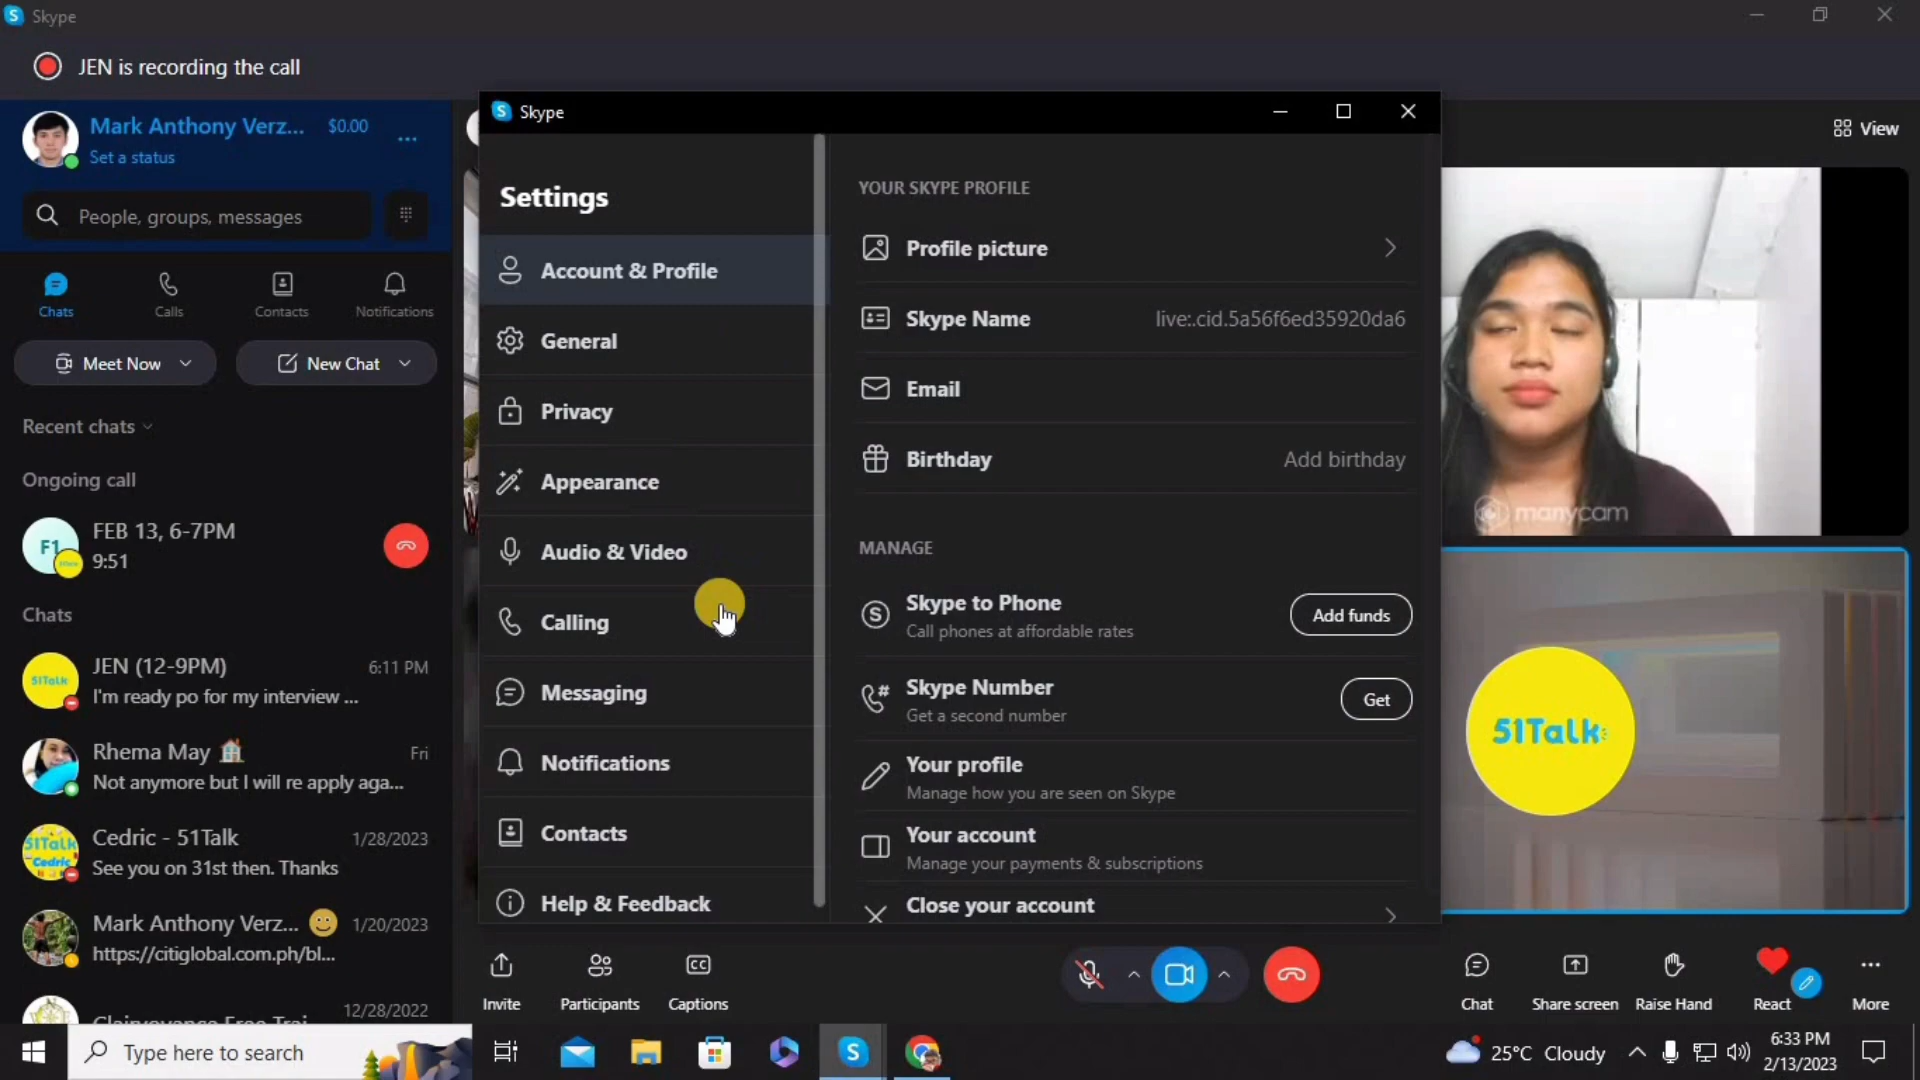 Skype
JEN is recording the call
Mark Anthony Verz... $0.00
Set a status
People, groups, messages
Chats
Calls
Contacts
Notifications
Meet Now
New Chat
Recent chats
Ongoing call
F1
FEB 13, 6-7PM
9:51
Chats
51Talk
JEN (12-9PM) 6:11 PM
I'm ready po for my interview ...
Rhema May Fri
Not anymore but I will re apply aga...
51Talk
Cedric
Cedric - 51Talk 1/28/2023
See you on 31st then. Thanks
Mark Anthony Verz... 1/20/2023
https://citiglobal.com.ph/bl...
12/28/2022
Skype
Settings
Account & Profile
General
Privacy
Appearance
Audio & Video
Calling
Messaging
Notifications
Contacts
Help & Feedback
YOUR SKYPE PROFILE
Profile picture
Skype Name live:.cid.5a56f6ed35920da6
Email
Birthday Add birthday
MANAGE
Skype to Phone
Call phones at affordable rates
Add funds
Skype Number
Get a second number
Get
Your profile
Manage how you are seen on Skype
Your account
Manage your payments & subscriptions
Close your account
View
manycam
51Talk
Invite
Participants
CC
Captions
Chat
Share screen
Raise Hand
React
More
Type here to search
25°C Cloudy
6:33 PM
2/13/2023